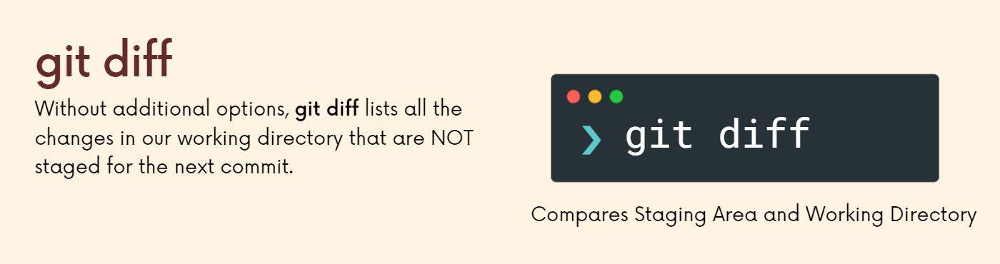 git diff
Without additional options, git diff lists all the
changes in our working directory that are NOT
staged for the next commit.
❯ git diff
Compares Staging Area and Working Directory